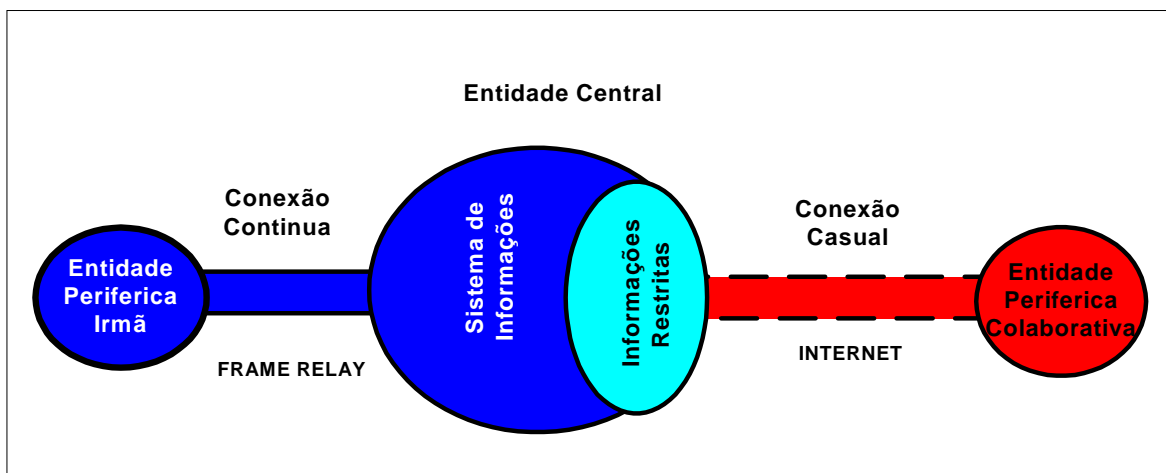 Entidade Central
Conexão
Continua
Entidade
Periferica
Irmã
FRAME RELAY
Sistema de
Informações
Informações
Restritas
Conexão
Casual
INTERNET
Entidade
Periferica
Colaborativa